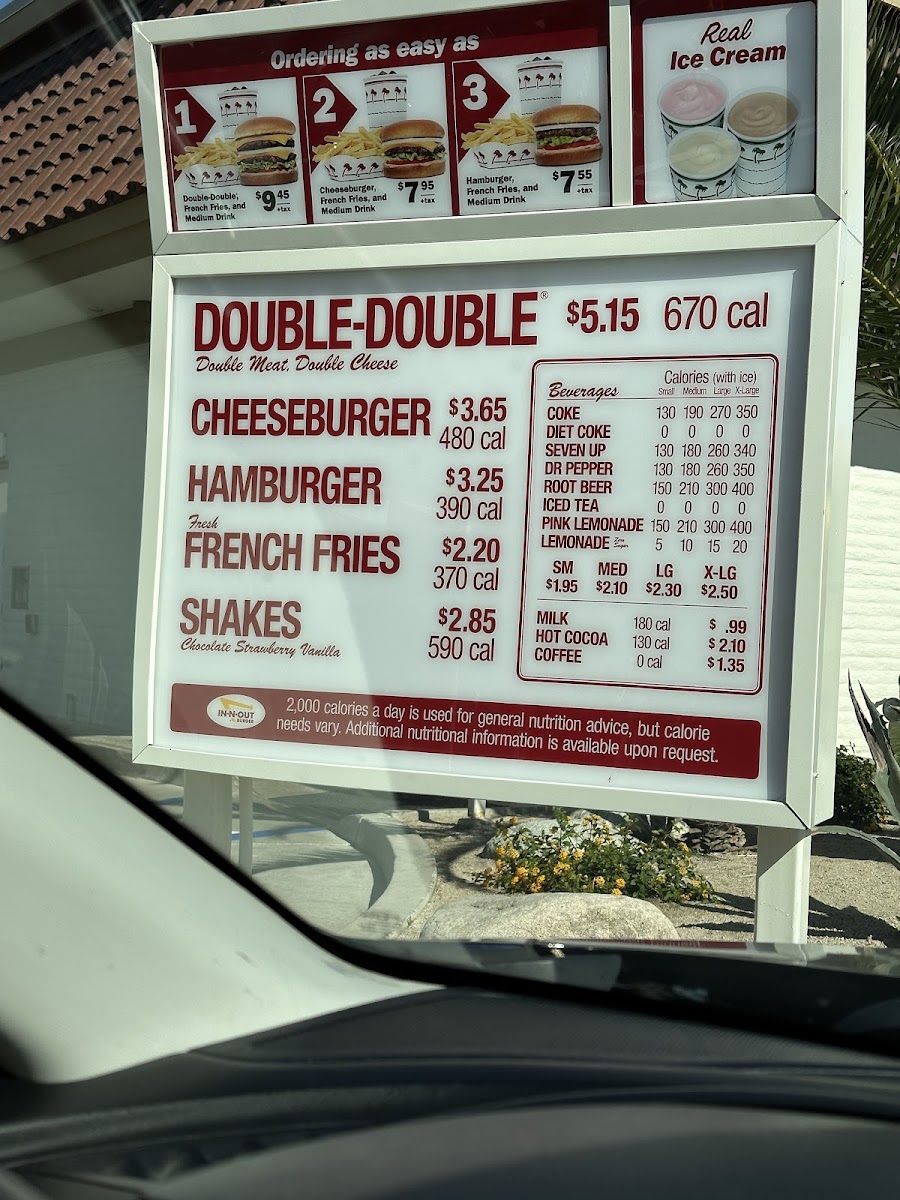 Ordering as easy as
1
Double-Double,
French Fries, and
Medium Drink
$9.45
+tax
2
Cheeseburger,
French Fries, and
Medium Drink
$7.95
+tax
3
Hamburger,
French Fries, and
Medium Drink
$7.55
+tax
Real
Ice Cream
DOUBLE-DOUBLE® $5.15 670 cal
Double Meat, Double Cheese
CHEESEBURGER $3.65
480 cal
HAMBURGER $3.25
390 cal
Fresh
FRENCH FRIES $2.20
370 cal
SHAKES $2.85
Chocolate Strawberry Vanilla 590 cal
Beverages Calories (with ice)
Small Medium Large X-Large
COKE 130 190 270 350
DIET COKE 0 0 0 0
SEVEN UP 130 180 260 340
DR PEPPER 130 180 260 350
ROOT BEER 150 210 300 400
ICED TEA 0 0 0 0
PINK LEMONADE 150 210 300 400
LEMONADE Zero Sugar 5 10 15 20
SM MED LG X-LG
$1.95 $2.10 $2.30 $2.50
MILK 180 cal $ .99
HOT COCOA 130 cal $2.10
COFFEE 0 cal $1.35
IN-N-OUT
BURGER
2,000 calories a day is used for general nutrition advice, but calorie
needs vary. Additional nutritional information is available upon request.